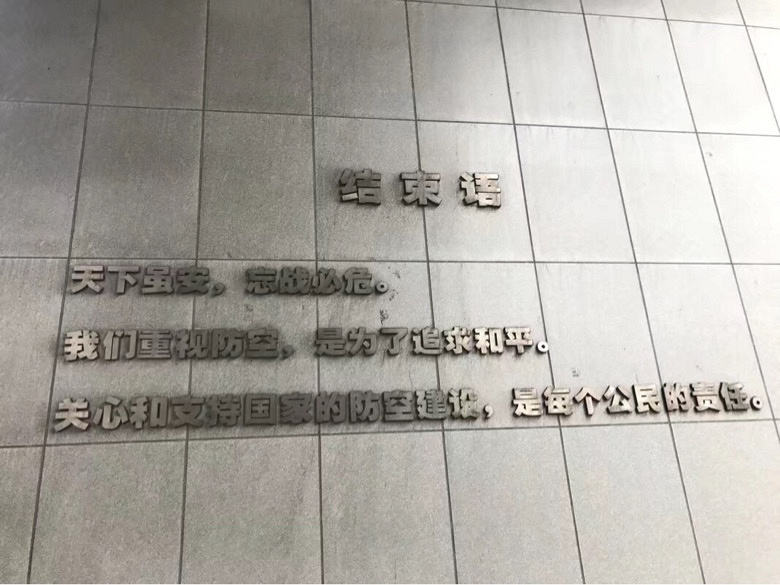 结束语
天下虽安，忘战必危。
我们重视防空，是为了追求和平。
关心和支持国家的防空建设，是每个公民的责任。